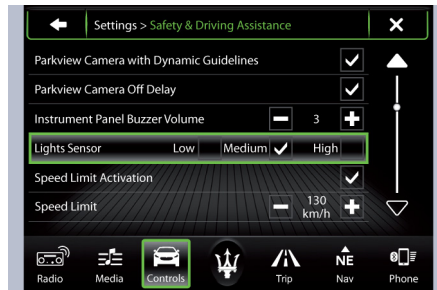 Settings > Safety & Driving Assistance
Parkview Camera with Dynamic Guidelines
Parkview Camera Off Delay
Instrument Panel Buzzer Volume 3
Lights Sensor Low Medium High
Speed Limit Activation
Speed Limit 130 km/h
Radio Media Controls Trip NE Nav Phone